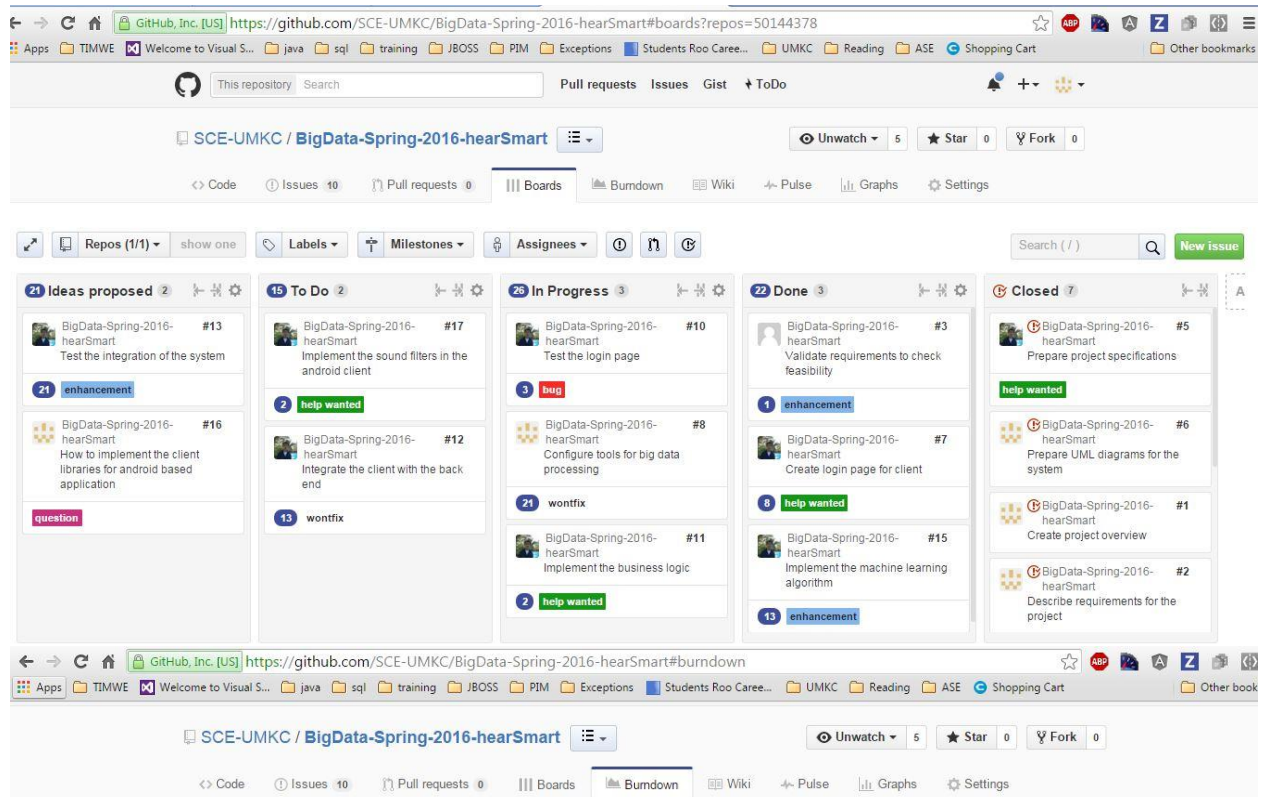 GitHub, Inc. [US] https://github.com/SCE-UMKC/BigData-Spring-2016-hearSmart#boards?repos=50144378 ABP
Apps TIMWE Welcome to Visual S... java sql training JBOSS PIM Exceptions Students Roo Caree... UMKC Reading ASE Shopping Cart Other bookmarks
This repository Search Pull requests Issues Gist ToDo
SCE-UMKC / BigData-Spring-2016-hearSmart Unwatch 5 Star 0 Fork 0
Code Issues 10 Pull requests 0 Boards Burndown Wiki Pulse Graphs Settings
Repos (1/1) show one Labels Milestones Assignees Search ( / ) New issue
21 Ideas proposed 2
BigData-Spring-2016- #13
hearSmart
Test the integration of the system
21 enhancement
BigData-Spring-2016- #16
hearSmart
How to implement the client
libraries for android based
application
question
15 To Do 2
BigData-Spring-2016- #17
hearSmart
Implement the sound filters in the
android client
2 help wanted
BigData-Spring-2016- #12
hearSmart
Integrate the client with the back
end
13 wontfix
26 In Progress 3
BigData-Spring-2016- #10
hearSmart
Test the login page
3 bug
BigData-Spring-2016- #8
hearSmart
Configure tools for big data
processing
21 wontfix
BigData-Spring-2016- #11
hearSmart
Implement the business logic
2 help wanted
22 Done 3
BigData-Spring-2016- #3
hearSmart
Validate requirements to check
feasibility
1 enhancement
BigData-Spring-2016- #7
hearSmart
Create login page for client
8 help wanted
BigData-Spring-2016- #15
hearSmart
Implement the machine learning
algorithm
13 enhancement
Closed 7
BigData-Spring-2016- #5
hearSmart
Prepare project specifications
help wanted
BigData-Spring-2016- #6
hearSmart
Prepare UML diagrams for the
system
BigData-Spring-2016- #1
hearSmart
Create project overview
BigData-Spring-2016- #2
hearSmart
Describe requirements for the
project
A
GitHub, Inc. [US] https://github.com/SCE-UMKC/BigData-Spring-2016-hearSmart#burndown ABP
Apps TIMWE Welcome to Visual S... java sql training JBOSS PIM Exceptions Students Roo Caree... UMKC Reading ASE Shopping Cart Other book
SCE-UMKC / BigData-Spring-2016-hearSmart Unwatch 5 Star 0 Fork 0
Code Issues 10 Pull requests 0 Boards Burndown Wiki Pulse Graphs Settings